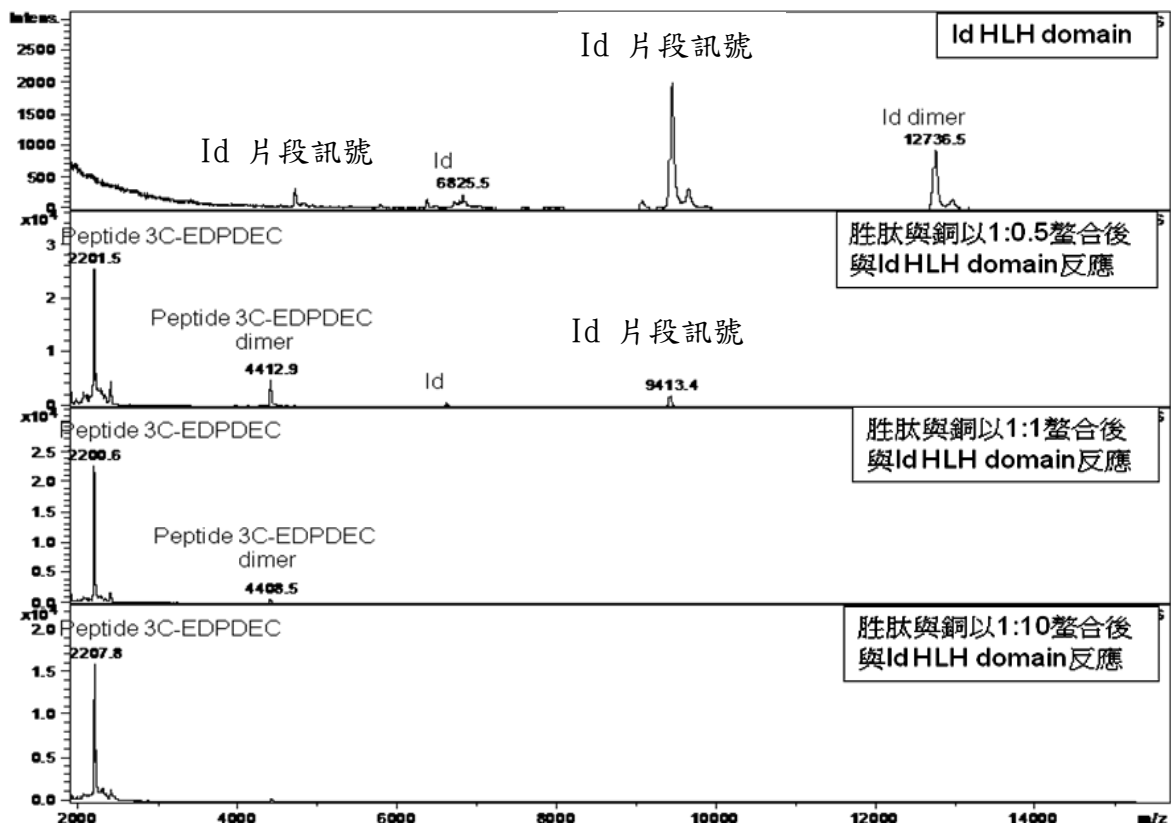 Intens.
Id HLH domain
Id 片段訊號
2500
2000
1500
1000
500
0
Id 片段訊號
Id
6825.5
Id dimer
12736.5
x10⁴
Peptide 3C-EDPDEC
2201.5
胜肽與銅以1:0.5螯合後
與Id HLH domain反應
3
2
1
0
Peptide 3C-EDPDEC
dimer
4412.9
Id
Id 片段訊號
9413.4
x10⁴
Peptide 3C-EDPDEC
2200.6
胜肽與銅以1:1螯合後
與Id HLH domain反應
2.5
2.0
1.5
1.0
0.5
0.0
Peptide 3C-EDPDEC
dimer
4408.5
x10⁴
Peptide 3C-EDPDEC
2207.8
胜肽與銅以1:10螯合後
與Id HLH domain反應
2.0
1.5
1.0
0.5
0.0
2000 4000 6000 8000 10000 12000 14000 m/z